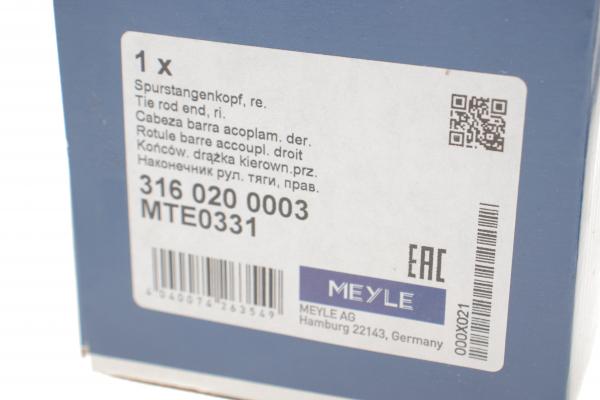 1 x
Spurstangenkopf, re.
Tie rod end, ri.
Cabeza barra acoplam. der.
Rotule barre accoupl. droit
Końców. drążka kierown.prz.
Наконечник рул. тяги, прав.
316 020 0003
MTE0331
4 040074 263549
EAC
MEYLE
MEYLE AG
Hamburg 22143, Germany
000X021